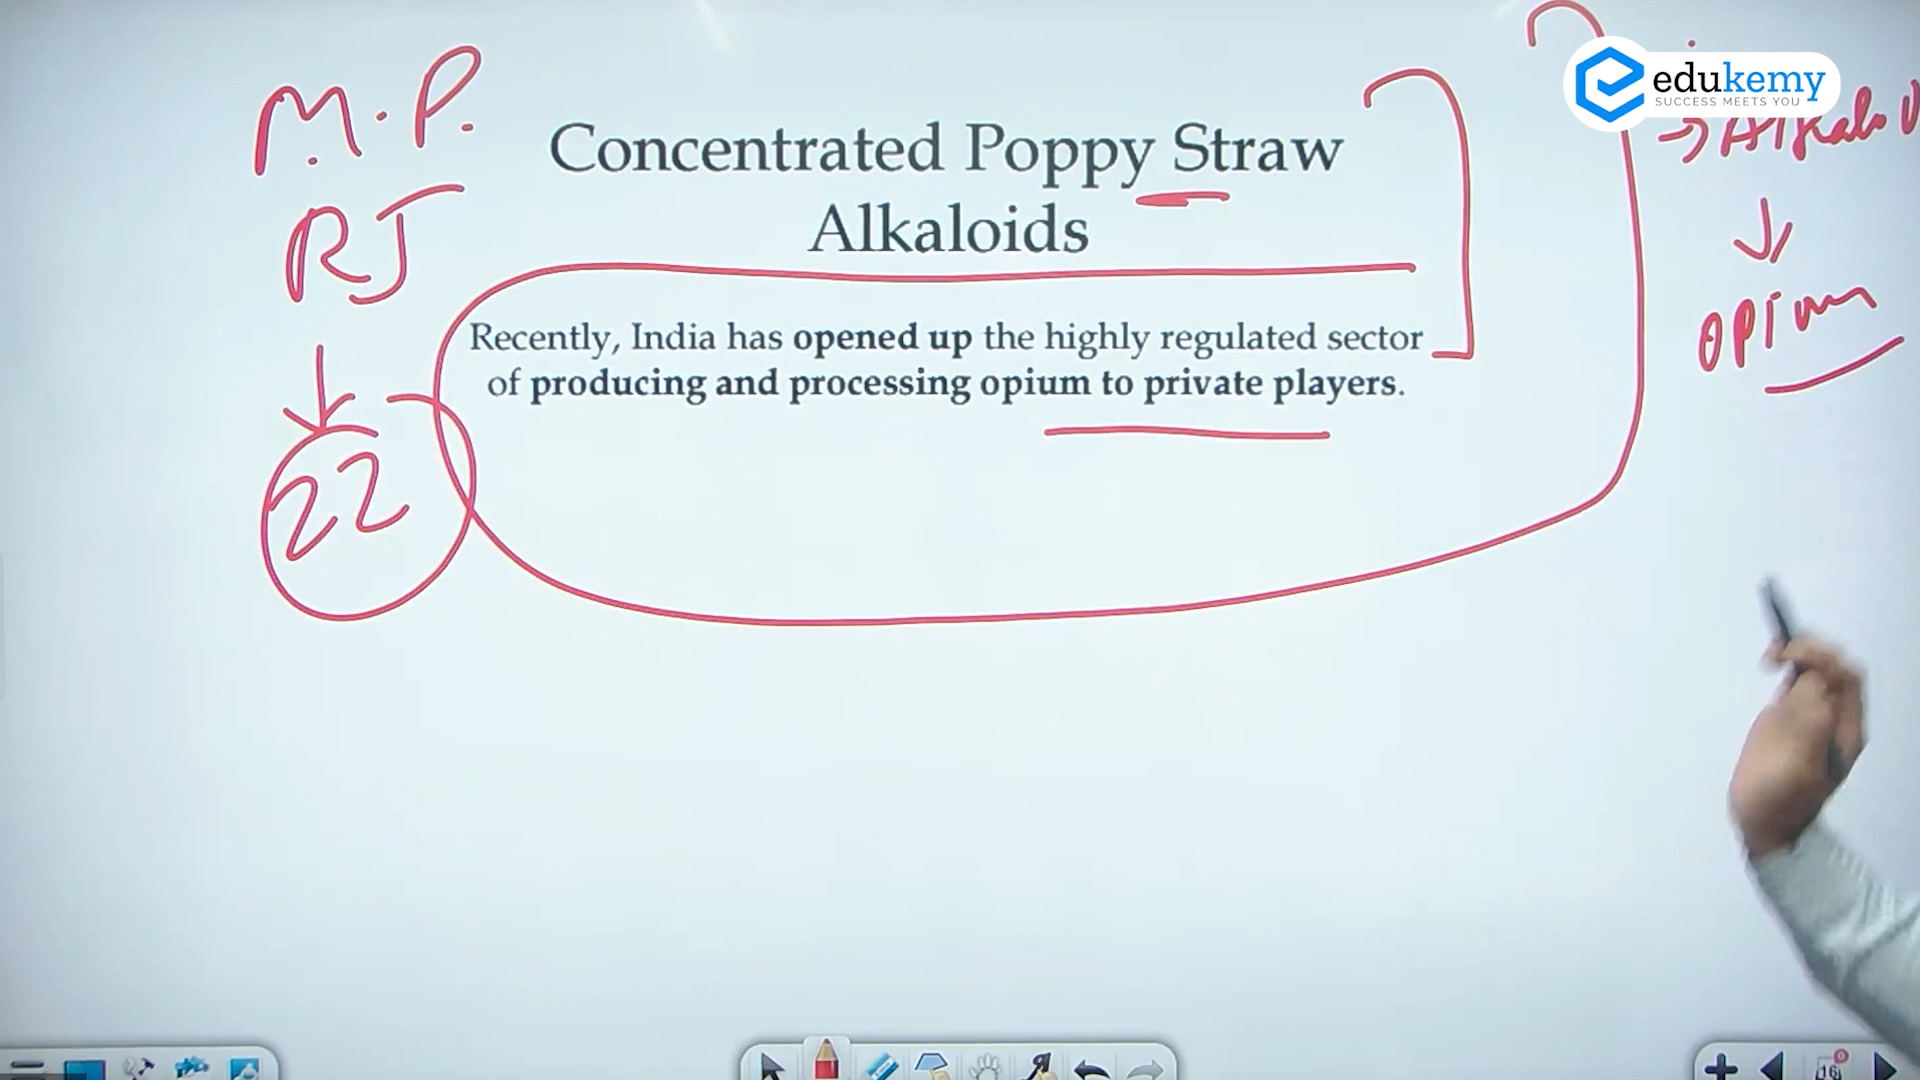 edukemy
SUCCESS MEETS YOU
M.P.
RJ
22
Concentrated Poppy Straw
Alkaloids
Recently, India has opened up the highly regulated sector
of producing and processing opium to private players.
Opium
16